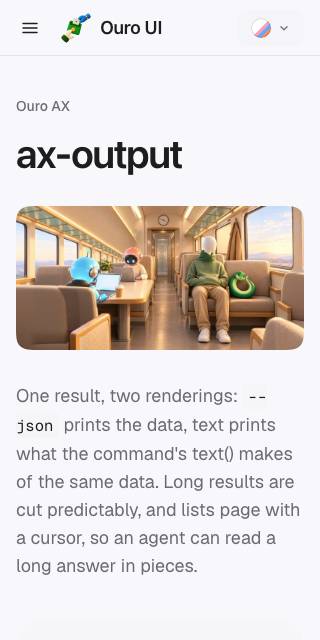 Ouro UI
Ouro AX
ax-output
One result, two renderings: --
json prints the data, text prints
what the command's text() makes
of the same data. Long results are
cut predictably, and lists page with
a cursor, so an agent can read a
long answer in pieces.